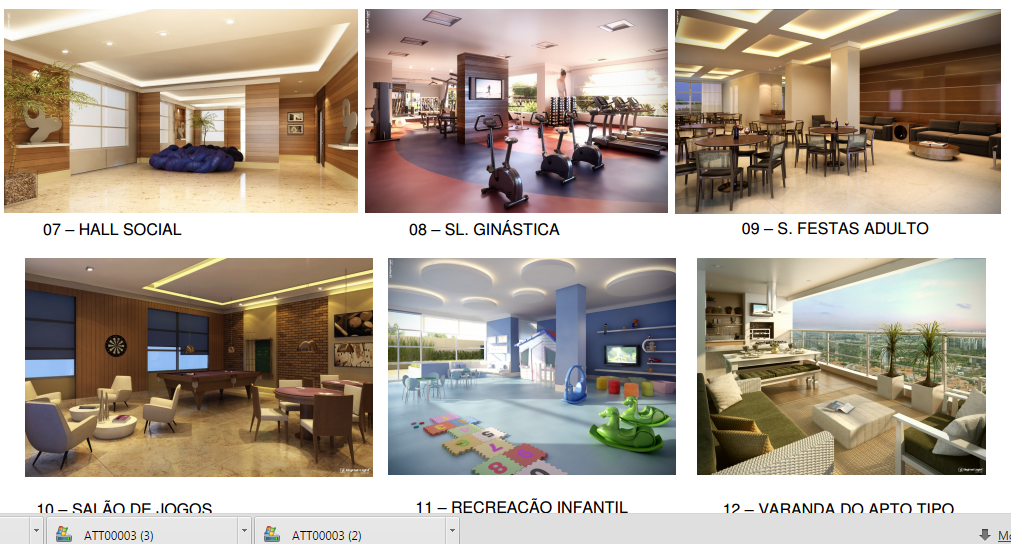 07 – HALL SOCIAL
08 – SL. GINÁSTICA
09 – S. FESTAS ADULTO
10 – SALÃO DE JOGOS
11 – RECREAÇÃO INFANTIL
12 – VARANDA DO APTO TIPO
ATT00003 (3)
ATT00003 (2)